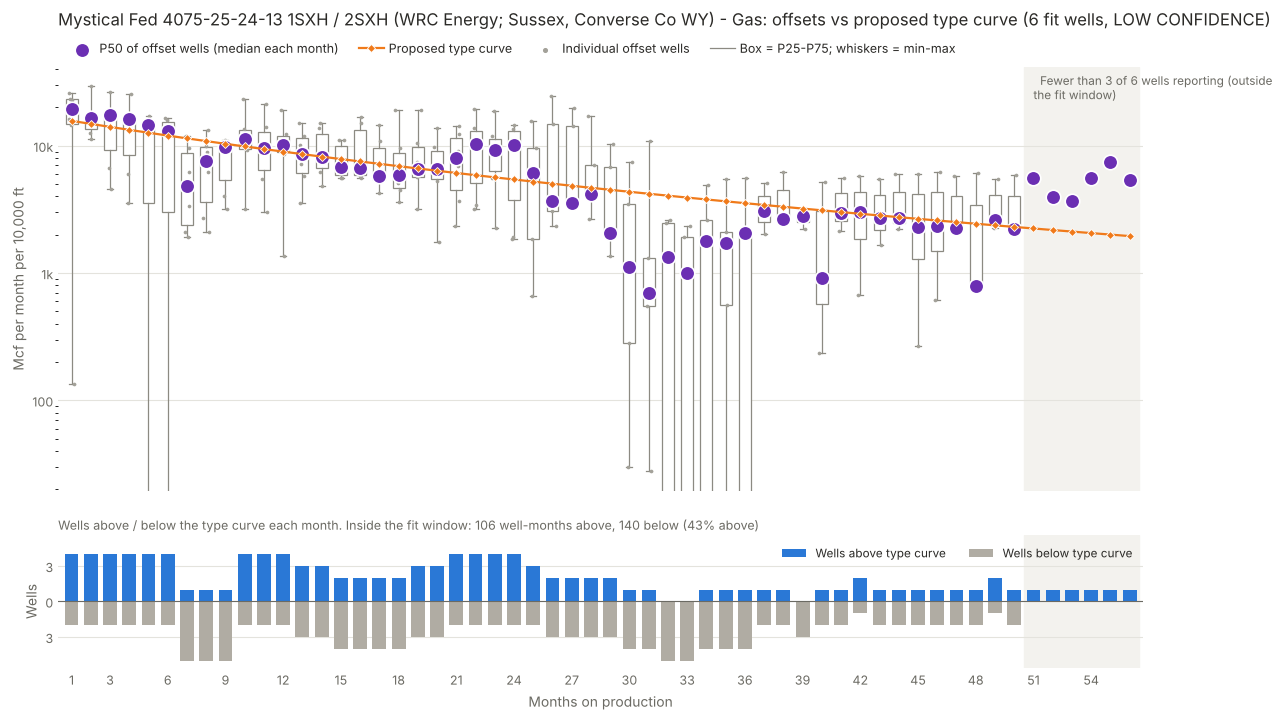 Mystical Fed 4075-25-24-13 1SXH / 2SXH (WRC Energy; Sussex, Converse Co WY) - Gas: offsets vs proposed type curve (6 fit wells, LOW CONFIDENCE)
P50 of offset wells (median each month) Proposed type curve Individual offset wells Box = P25-P75; whiskers = min-max
Fewer than 3 of 6 wells reporting (outside
the fit window)
10k
1k
100
Mcf per month per 10,000 ft
Wells above / below the type curve each month. Inside the fit window: 106 well-months above, 140 below (43% above)
Wells above type curve Wells below type curve
3
0
3
Wells
1 3 6 9 12 15 18 21 24 27 30 33 36 39 42 45 48 51 54
Months on production